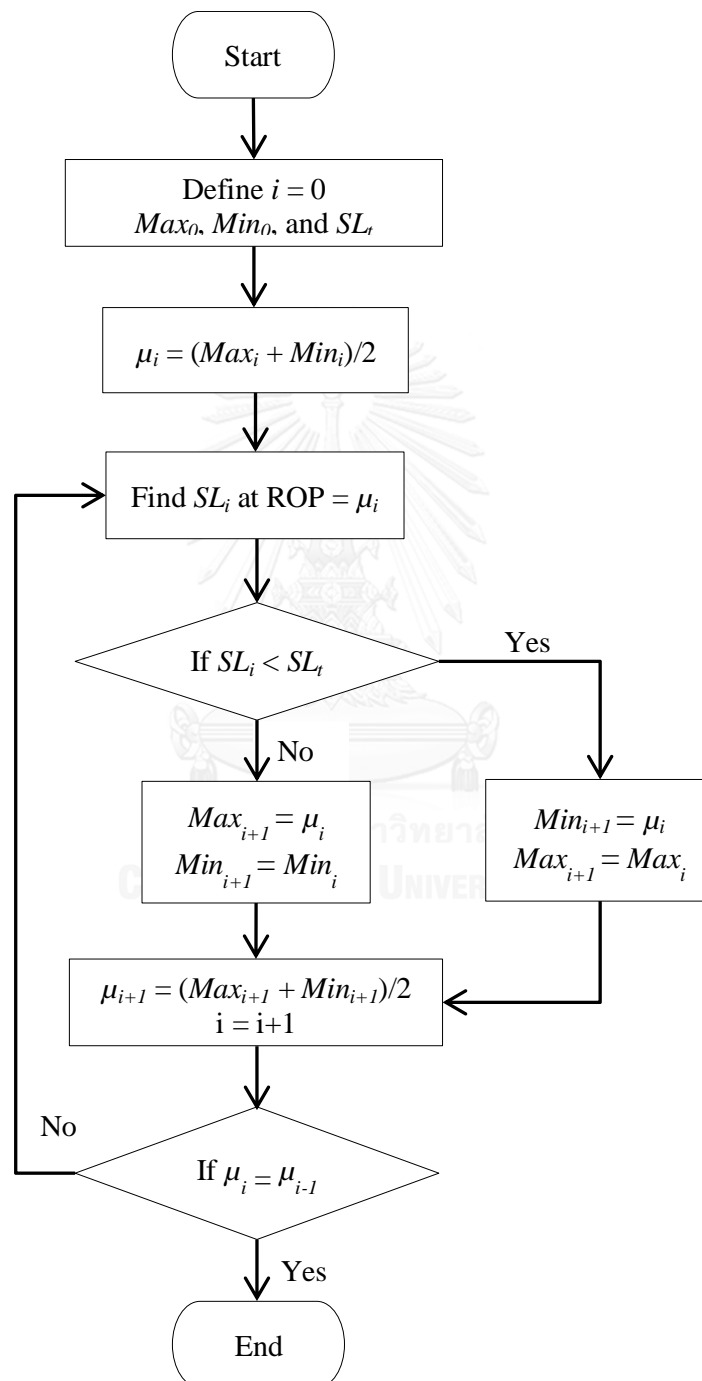 Start
Define i = 0
Max₀, Min₀, and SLₜ
μᵢ = (Maxᵢ + Minᵢ)/2
Find SLᵢ at ROP = μᵢ
If SLᵢ < SLₜ
Yes
No
Maxᵢ₊₁ = μᵢ
Minᵢ₊₁ = Minᵢ
Minᵢ₊₁ = μᵢ
Maxᵢ₊₁ = Maxᵢ
μᵢ₊₁ = (Maxᵢ₊₁ + Minᵢ₊₁)/2
i = i+1
No
If μᵢ = μᵢ₋₁
Yes
End